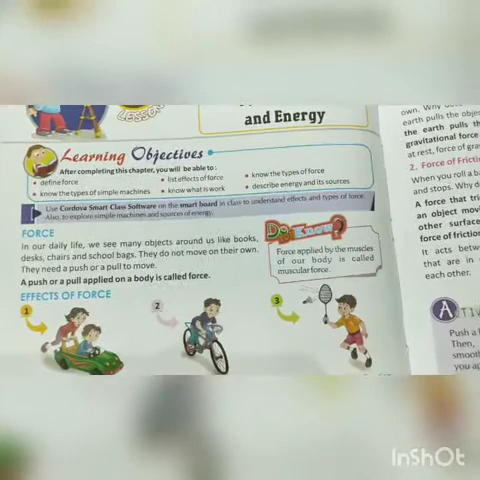 LESSON
and Energy
Learning Objectives
After completing this chapter, you will be able to :
• define force
• list effects of force
• know the types of force
• know the types of simple machines
• know what is work
• describe energy and its sources
Use Cordova Smart Class Software on the smart board in class to understand effects and types of force.
Also, to explore simple machines and sources of energy.
FORCE
In our daily life, we see many objects around us like books,
desks, chairs and school bags. They do not move on their own.
They need a push or a pull to move.
A push or a pull applied on a body is called force.
Do Know?
Force applied by the muscles
of our body is called
muscular force.
EFFECTS OF FORCE
1
2
3
own. Why
earth pulls the obje
the earth pulls th
gravitational force
at rest, force of gra
2. Force of Frictio
When you roll a ba
and stops. Why d
A force that tri
an object movi
other surface
force of friction
It acts betw
that are in
each other.
A
Push a
Then,
smooth
you ap
InShOt